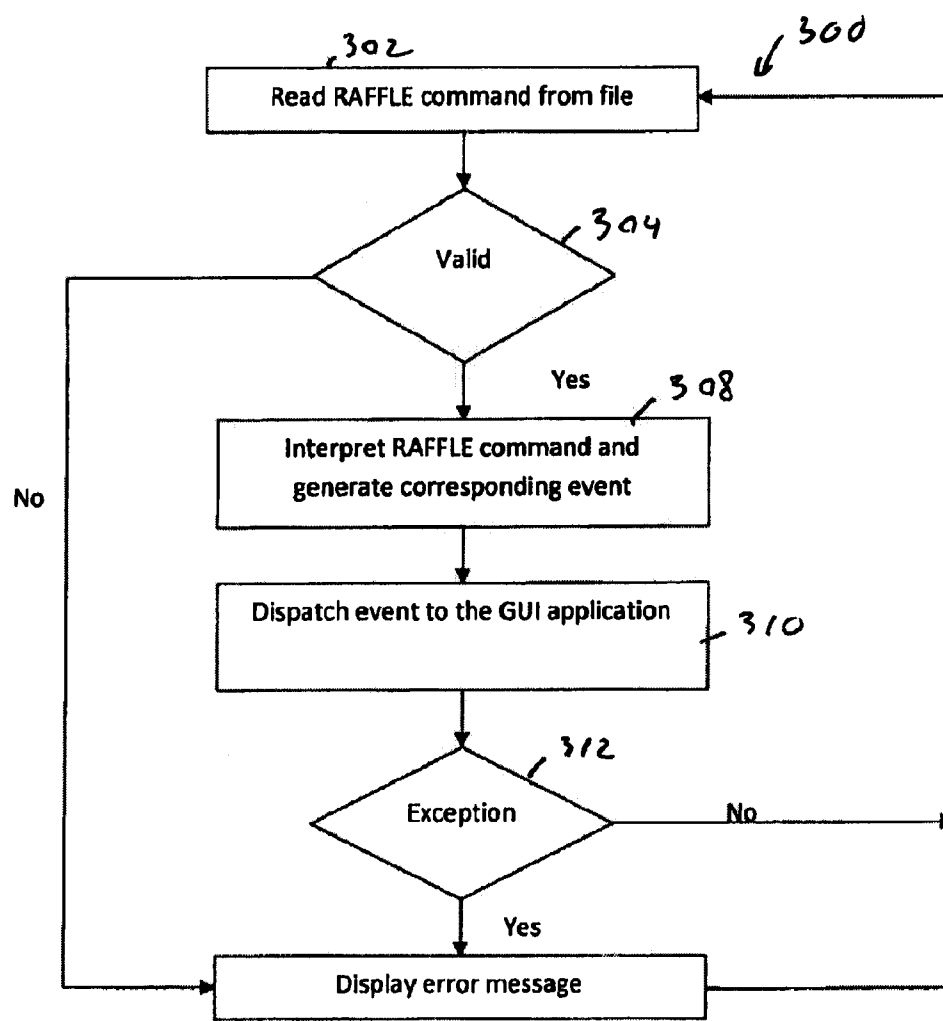 302
300
Read RAFFLE command from file
304
Valid
Yes
308
Interpret RAFFLE command and
generate corresponding event
No
Dispatch event to the GUI application
310
312
Exception
No
Yes
Display error message